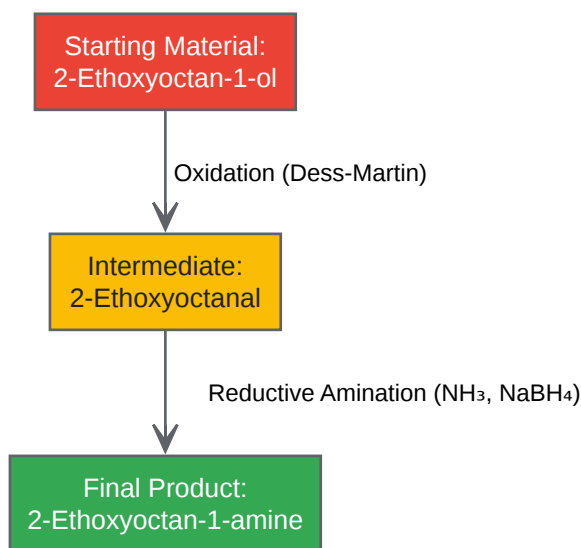 Starting Material:
2-Ethoxyoctan-1-ol
Oxidation (Dess-Martin)
Intermediate:
2-Ethoxyoctanal
Reductive Amination (NH₃, NaBH₄)
Final Product:
2-Ethoxyoctan-1-amine